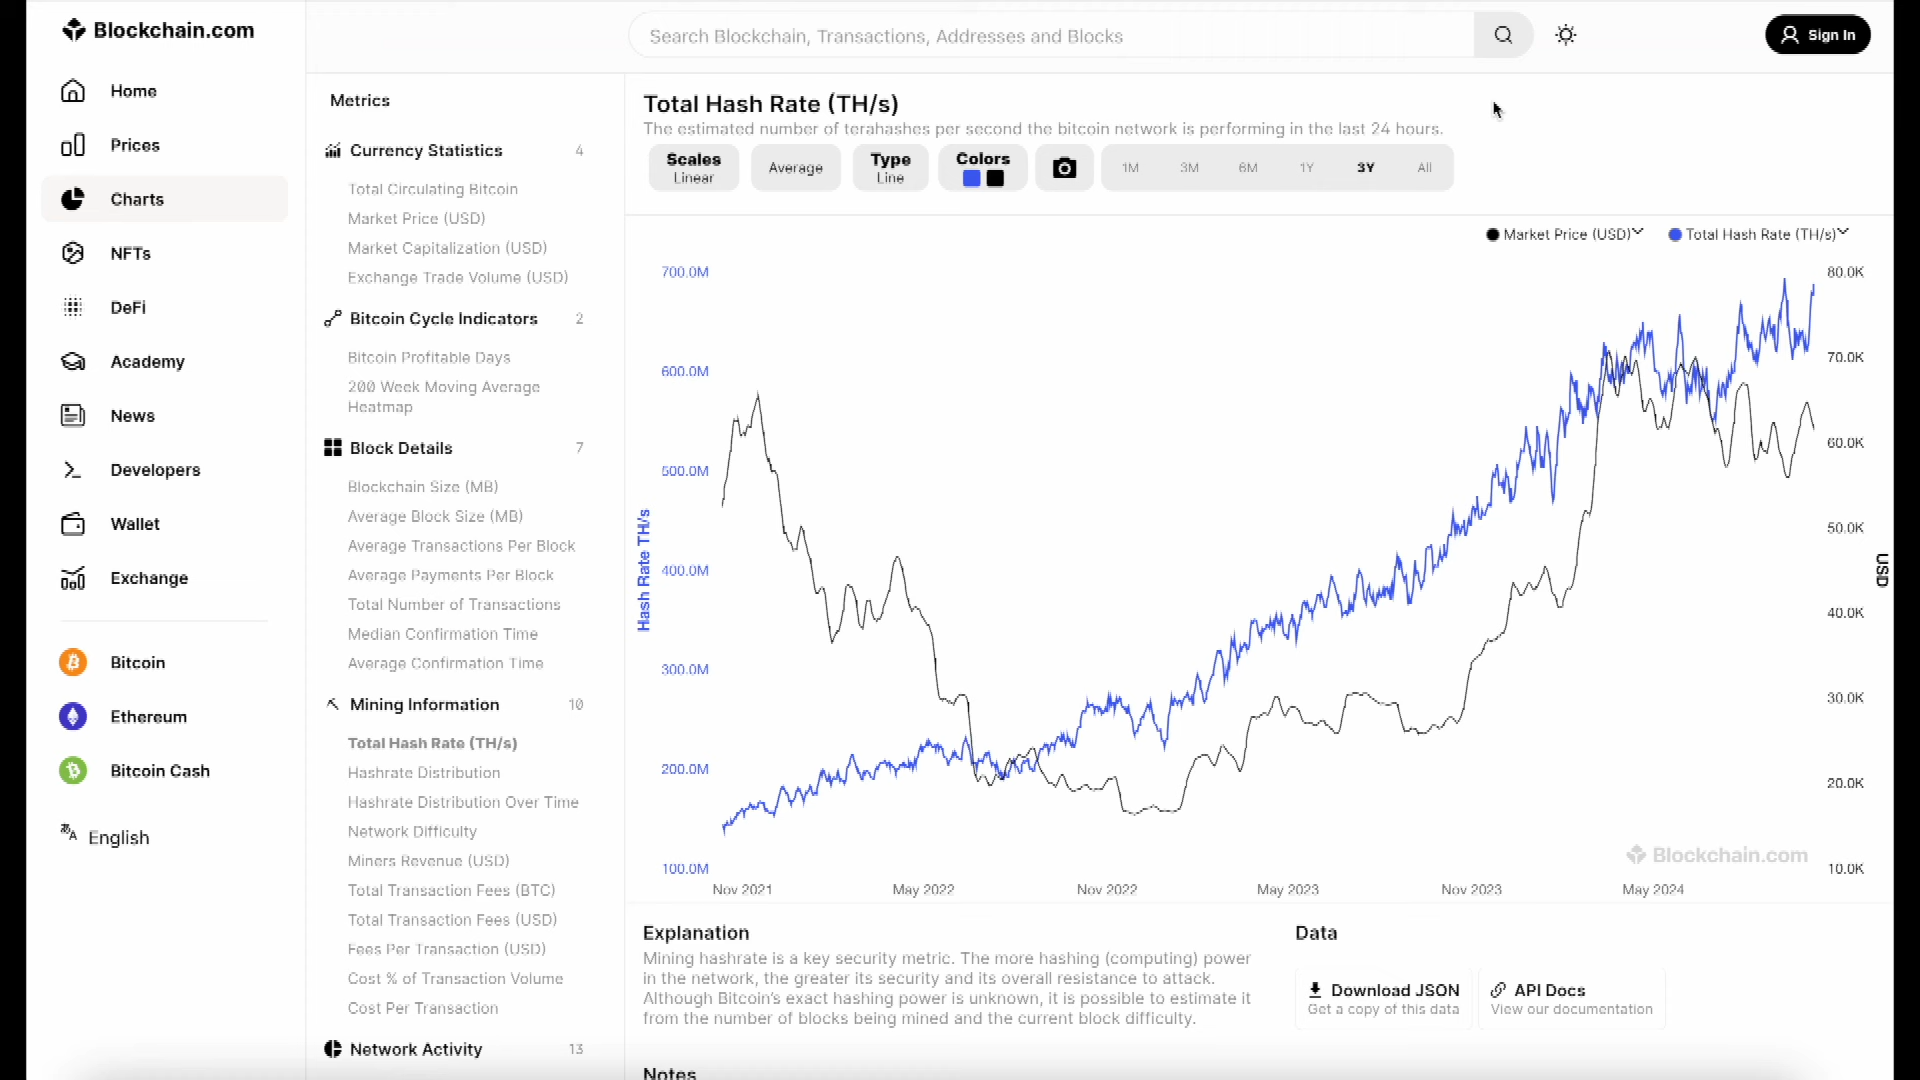 Blockchain.com
Search Blockchain, Transactions, Addresses and Blocks
Sign In
Home
Prices
Charts
NFTs
DeFi
Academy
News
Developers
Wallet
Exchange
Bitcoin
Ethereum
Bitcoin Cash
English
Metrics
Currency Statistics 4
Total Circulating Bitcoin
Market Price (USD)
Market Capitalization (USD)
Exchange Trade Volume (USD)
Bitcoin Cycle Indicators 2
Bitcoin Profitable Days
200 Week Moving Average
Heatmap
Block Details 7
Blockchain Size (MB)
Average Block Size (MB)
Average Transactions Per Block
Average Payments Per Block
Total Number of Transactions
Median Confirmation Time
Average Confirmation Time
Mining Information 10
Total Hash Rate (TH/s)
Hashrate Distribution
Hashrate Distribution Over Time
Network Difficulty
Miners Revenue (USD)
Total Transaction Fees (BTC)
Total Transaction Fees (USD)
Fees Per Transaction (USD)
Cost % of Transaction Volume
Cost Per Transaction
Network Activity 13
Total Hash Rate (TH/s)
The estimated number of terahashes per second the bitcoin network is performing in the last 24 hours.
Scales
Linear
Average
Type
Line
Colors
1M 3M 6M 1Y 3Y All
Market Price (USD) Total Hash Rate (TH/s)
700.0M
600.0M
500.0M
400.0M
300.0M
200.0M
100.0M
Hash Rate TH/s
80.0K
70.0K
60.0K
50.0K
40.0K
30.0K
20.0K
10.0K
USD
Blockchain.com
Nov 2021 May 2022 Nov 2022 May 2023 Nov 2023 May 2024
Explanation
Mining hashrate is a key security metric. The more hashing (computing) power
in the network, the greater its security and its overall resistance to attack.
Although Bitcoin's exact hashing power is unknown, it is possible to estimate it
from the number of blocks being mined and the current block difficulty.
Data
Download JSON
Get a copy of this data
API Docs
View our documentation
Notes